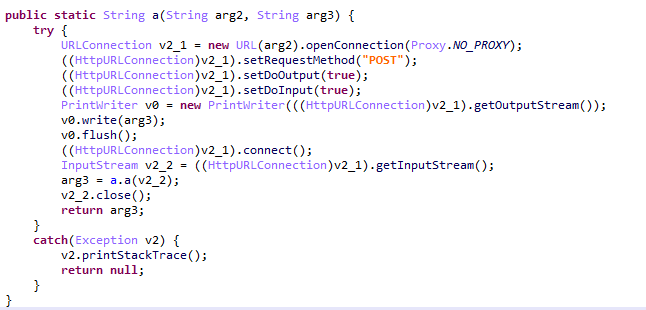 public static String a(String arg2, String arg3) {
    try {
        URLConnection v2_1 = new URL(arg2).openConnection(Proxy.NO_PROXY);
        ((HttpURLConnection)v2_1).setRequestMethod("POST");
        ((HttpURLConnection)v2_1).setDoOutput(true);
        ((HttpURLConnection)v2_1).setDoInput(true);
        PrintWriter v0 = new PrintWriter(((HttpURLConnection)v2_1).getOutputStream());
        v0.write(arg3);
        v0.flush();
        ((HttpURLConnection)v2_1).connect();
        InputStream v2_2 = ((HttpURLConnection)v2_1).getInputStream();
        arg3 = a.a(v2_2);
        v2_2.close();
        return arg3;
    }
    catch(Exception v2) {
        v2.printStackTrace();
        return null;
    }
}